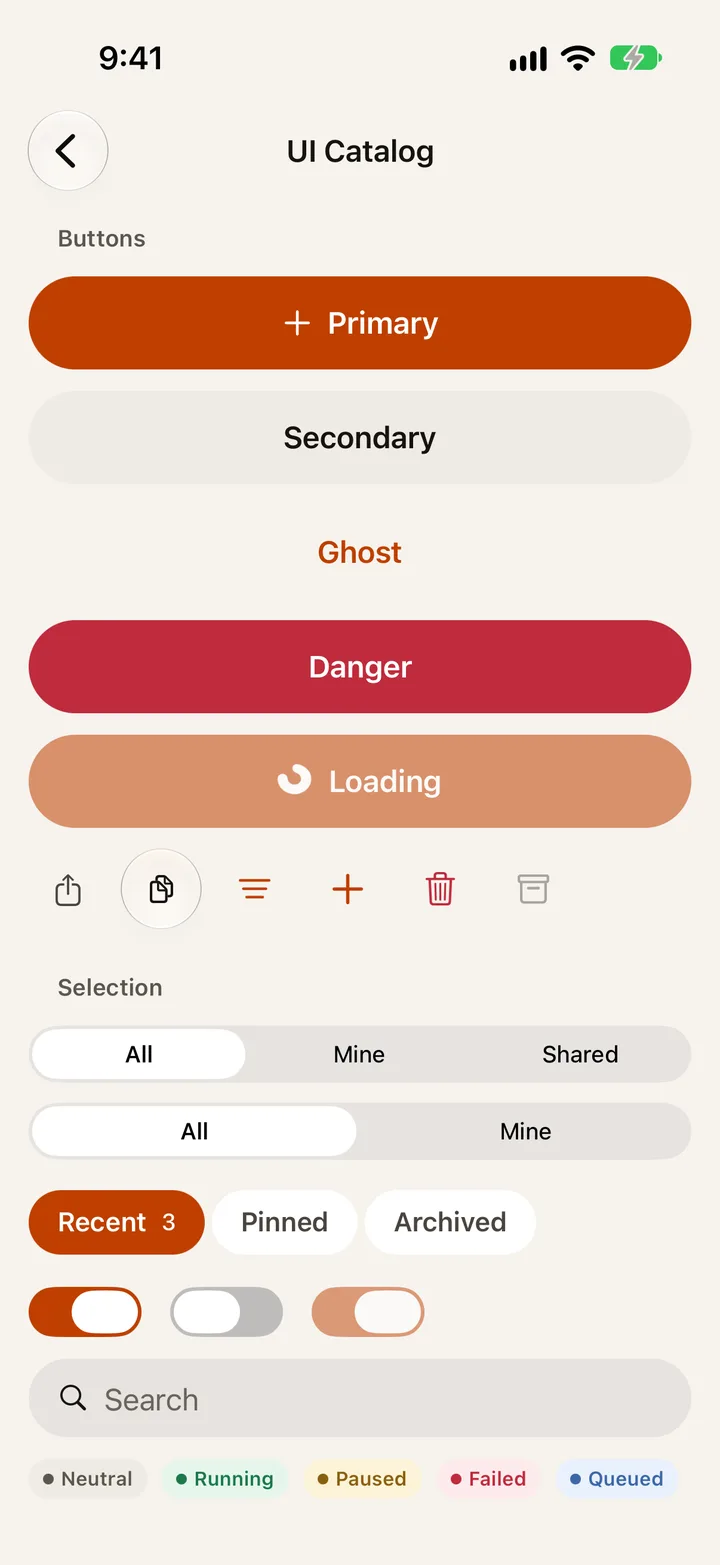 9:41
UI Catalog
Buttons
Primary
Secondary
Ghost
Danger
Loading
Selection
All Mine Shared
All Mine
Recent 3 Pinned Archived
Search
Neutral Running Paused Failed Queued